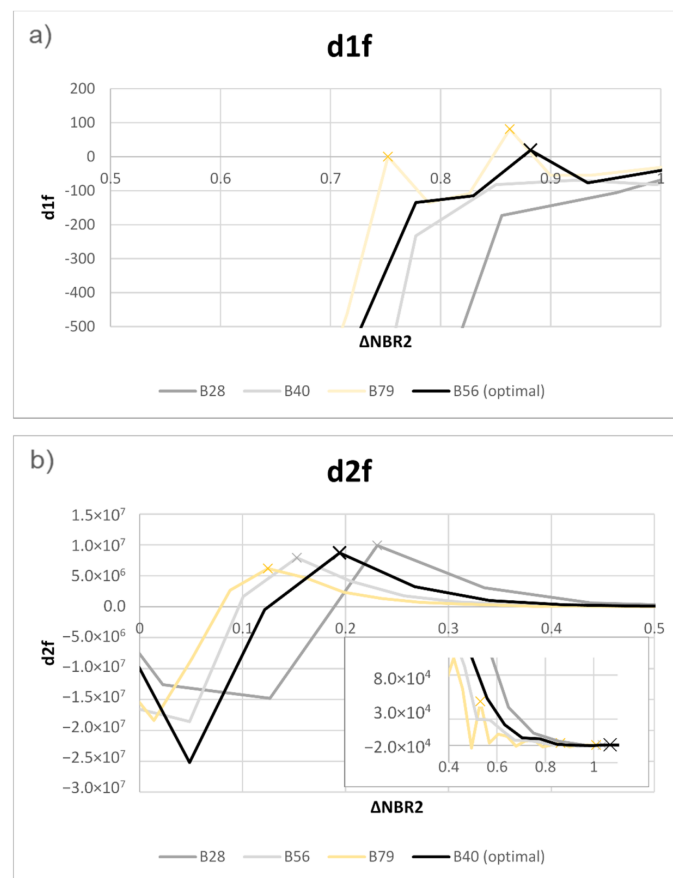 a)
d1f
200
100
0
-100
-200
-300
-400
-500
0.5 0.6 0.7 0.8 0.9 1
d1f
ΔNBR2
B28 B40 B79 B56 (optimal)
b)
d2f
1.5×10⁷
1.0×10⁷
5.0×10⁶
0.0
−5.0×10⁶
−1.0×10⁷
−1.5×10⁷
−2.0×10⁷
−2.5×10⁷
−3.0×10⁷
0 0.1 0.2 0.3 0.4 0.5
d2f
8.0×10⁴
3.0×10⁴
−2.0×10⁴
0.4 0.6 0.8 1
ΔNBR2
B28 B56 B79 B40 (optimal)